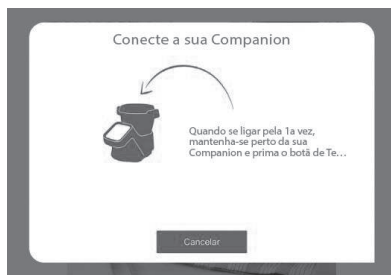 Conecte a sua Companion
Quando se ligar pela 1a vez,
mantenha-se perto da sua
Companion e prima o botã de Te…
Cancelar